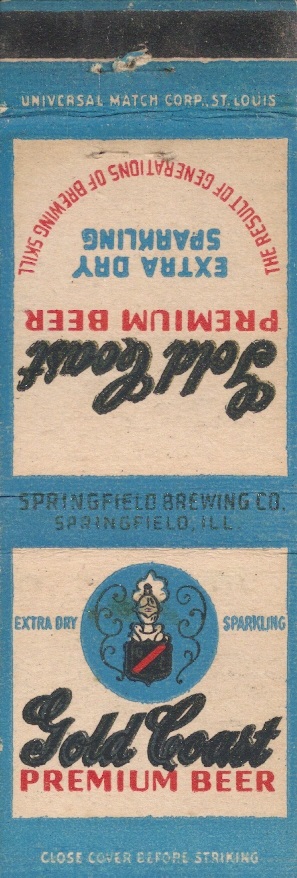 UNIVERSAL MATCH CORP., ST. LOUIS
Gold Coast
PREMIUM BEER
EXTRA DRY
SPARKLING
THE RESULT OF GENERATIONS OF BREWING SKILL
SPRINGFIELD BREWING CO.
SPRINGFIELD, ILL.
EXTRA DRY SPARKLING
Gold Coast
PREMIUM BEER
CLOSE COVER BEFORE STRIKING